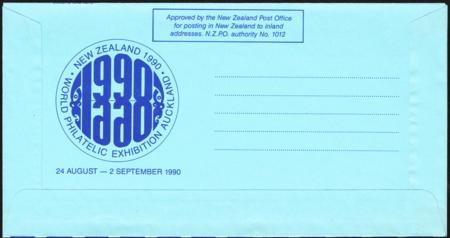 Approved by the New Zealand Post Office
for posting in New Zealand to inland
addresses. N.Z.P.O. authority No. 1012
· NEW ZEALAND 1990 ·
WORLD PHILATELIC EXHIBITION AUCKLAND
1990
24 AUGUST — 2 SEPTEMBER 1990